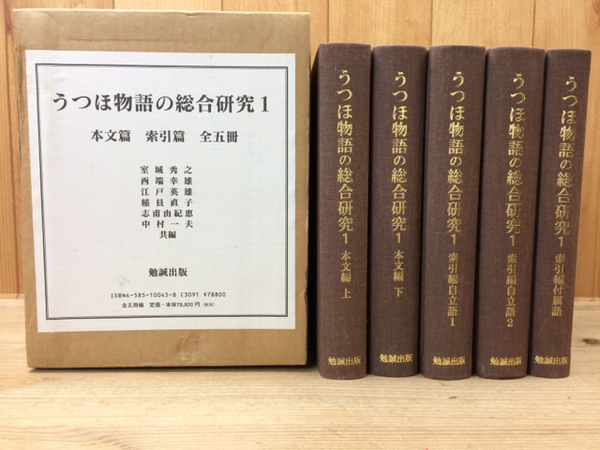 うつほ物語の総合研究1
本文篇 索引篇 全五冊
室城秀之
西端幸雄
江戸英雄
稲員直子
志甫由紀恵
中村一夫
共編
勉誠出版
ISBN4-585-10045-8 C3091 ¥78800
全五冊揃 定価・本体78,800円(税別)
うつほ物語の総合研究1 本文編 上 勉誠出版
うつほ物語の総合研究1 本文編 下 勉誠出版
うつほ物語の総合研究1 索引編自立語1 勉誠出版
うつほ物語の総合研究1 索引編自立語2 勉誠出版
うつほ物語の総合研究1 索引編付属語 勉誠出版